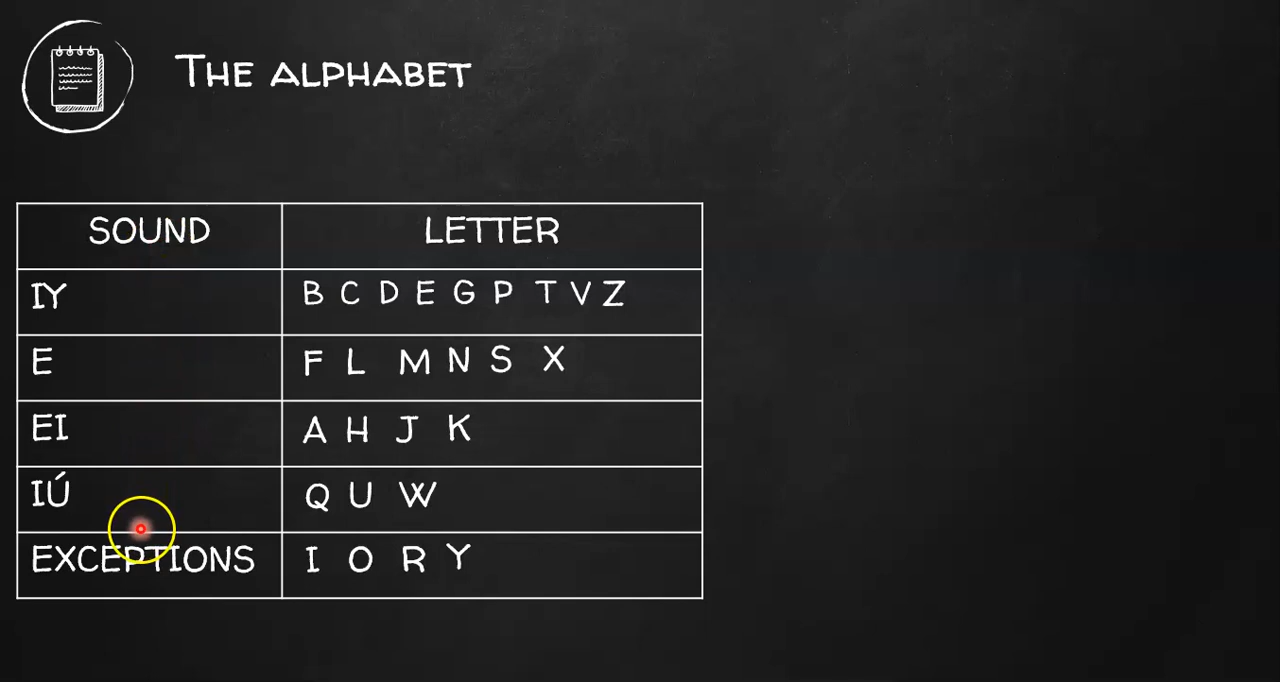 The alphabet
SOUND LETTER
IY B C D E G P T V Z
E F L M N S X
EI A H J K
IÚ Q U W
EXCEPTIONS I O R Y